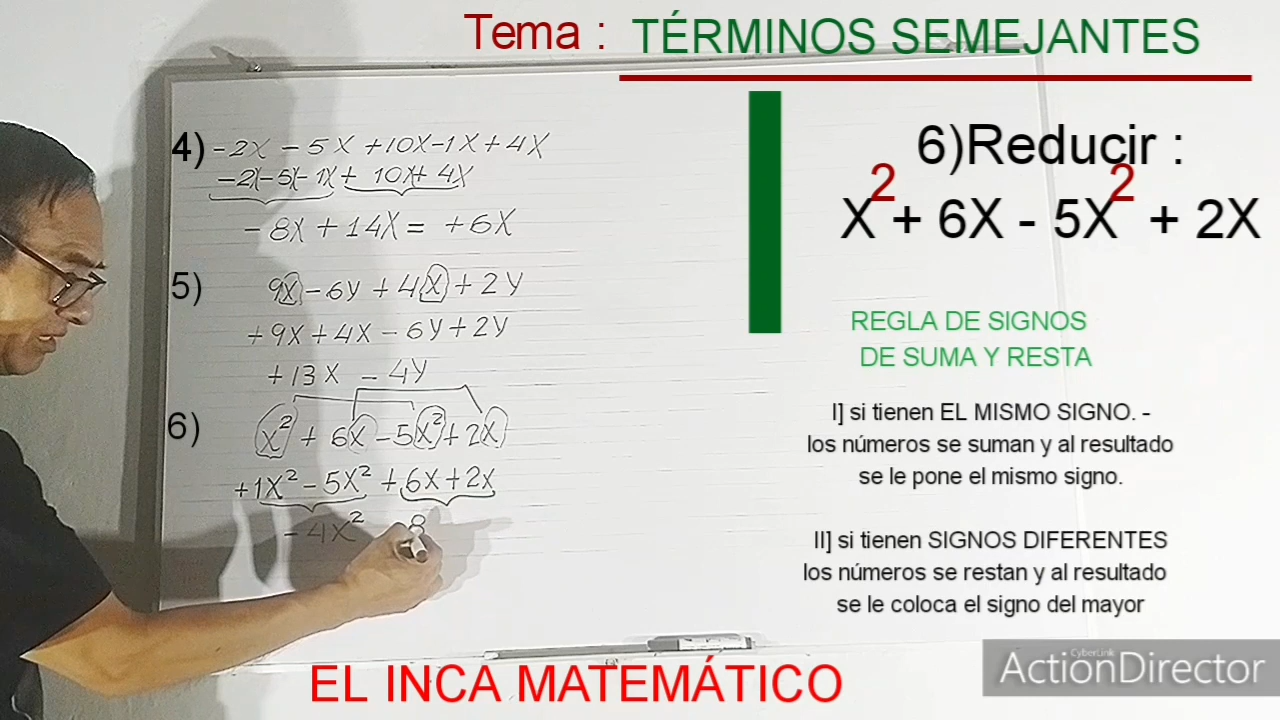 Tema : TÉRMINOS SEMEJANTES
4) -2X - 5X +10X-1X+4X
-2X-5X-1X + 10X+ 4X
- 8X + 14X = +6X
5) 9X - 6Y + 4X + 2Y
+9X+4X-6Y+2Y
+13X - 4Y
6) X² + 6X - 5X² + 2X
+1X² - 5X² + 6X+2X
- 4X² 8
6)Reducir :
X² + 6X - 5X² + 2X
REGLA DE SIGNOS
DE SUMA Y RESTA
I] si tienen EL MISMO SIGNO. -
los números se suman y al resultado
se le pone el mismo signo.
II] si tienen SIGNOS DIFERENTES
los números se restan y al resultado
se le coloca el signo del mayor
EL INCA MATEMÁTICO
CyberLink
ActionDirector